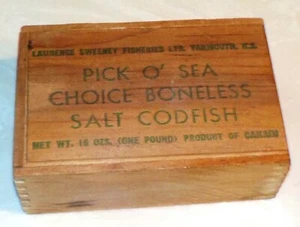 LAURENCE SWEENEY FISHERIES LTD. YARMOUTH, N.S.
PICK O' SEA
CHOICE BONELESS
SALT CODFISH
NET WT. 16 OZS. (ONE POUND) PRODUCT OF CANADA